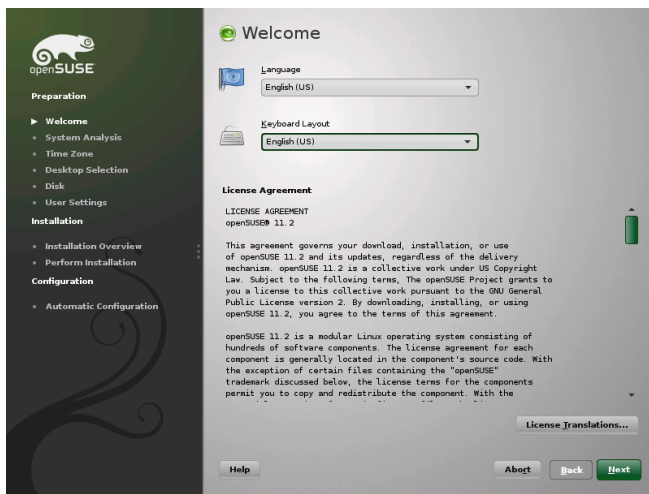 openSUSE
Preparation
Welcome
System Analysis
Time Zone
Desktop Selection
Disk
User Settings
Installation
Installation Overview
Perform Installation
Configuration
Automatic Configuration
Welcome
Language
English (US)
Keyboard Layout
English (US)
License Agreement
LICENSE AGREEMENT
openSUSE® 11.2
This agreement governs your download, installation, or use
of openSUSE 11.2 and its updates, regardless of the delivery
mechanism. openSUSE 11.2 is a collective work under US Copyright
Law. Subject to the following terms, The openSUSE Project grants to
you a license to this collective work pursuant to the GNU General
Public License version 2. By downloading, installing, or using
openSUSE 11.2, you agree to the terms of this agreement.
openSUSE 11.2 is a modular Linux operating system consisting of
hundreds of software components. The license agreement for each
component is generally located in the component's source code. With
the exception of certain files containing the "openSUSE"
trademark discussed below, the license terms for the components
permit you to copy and redistribute the component. With the
License Translations...
Help
Abort
Back
Next